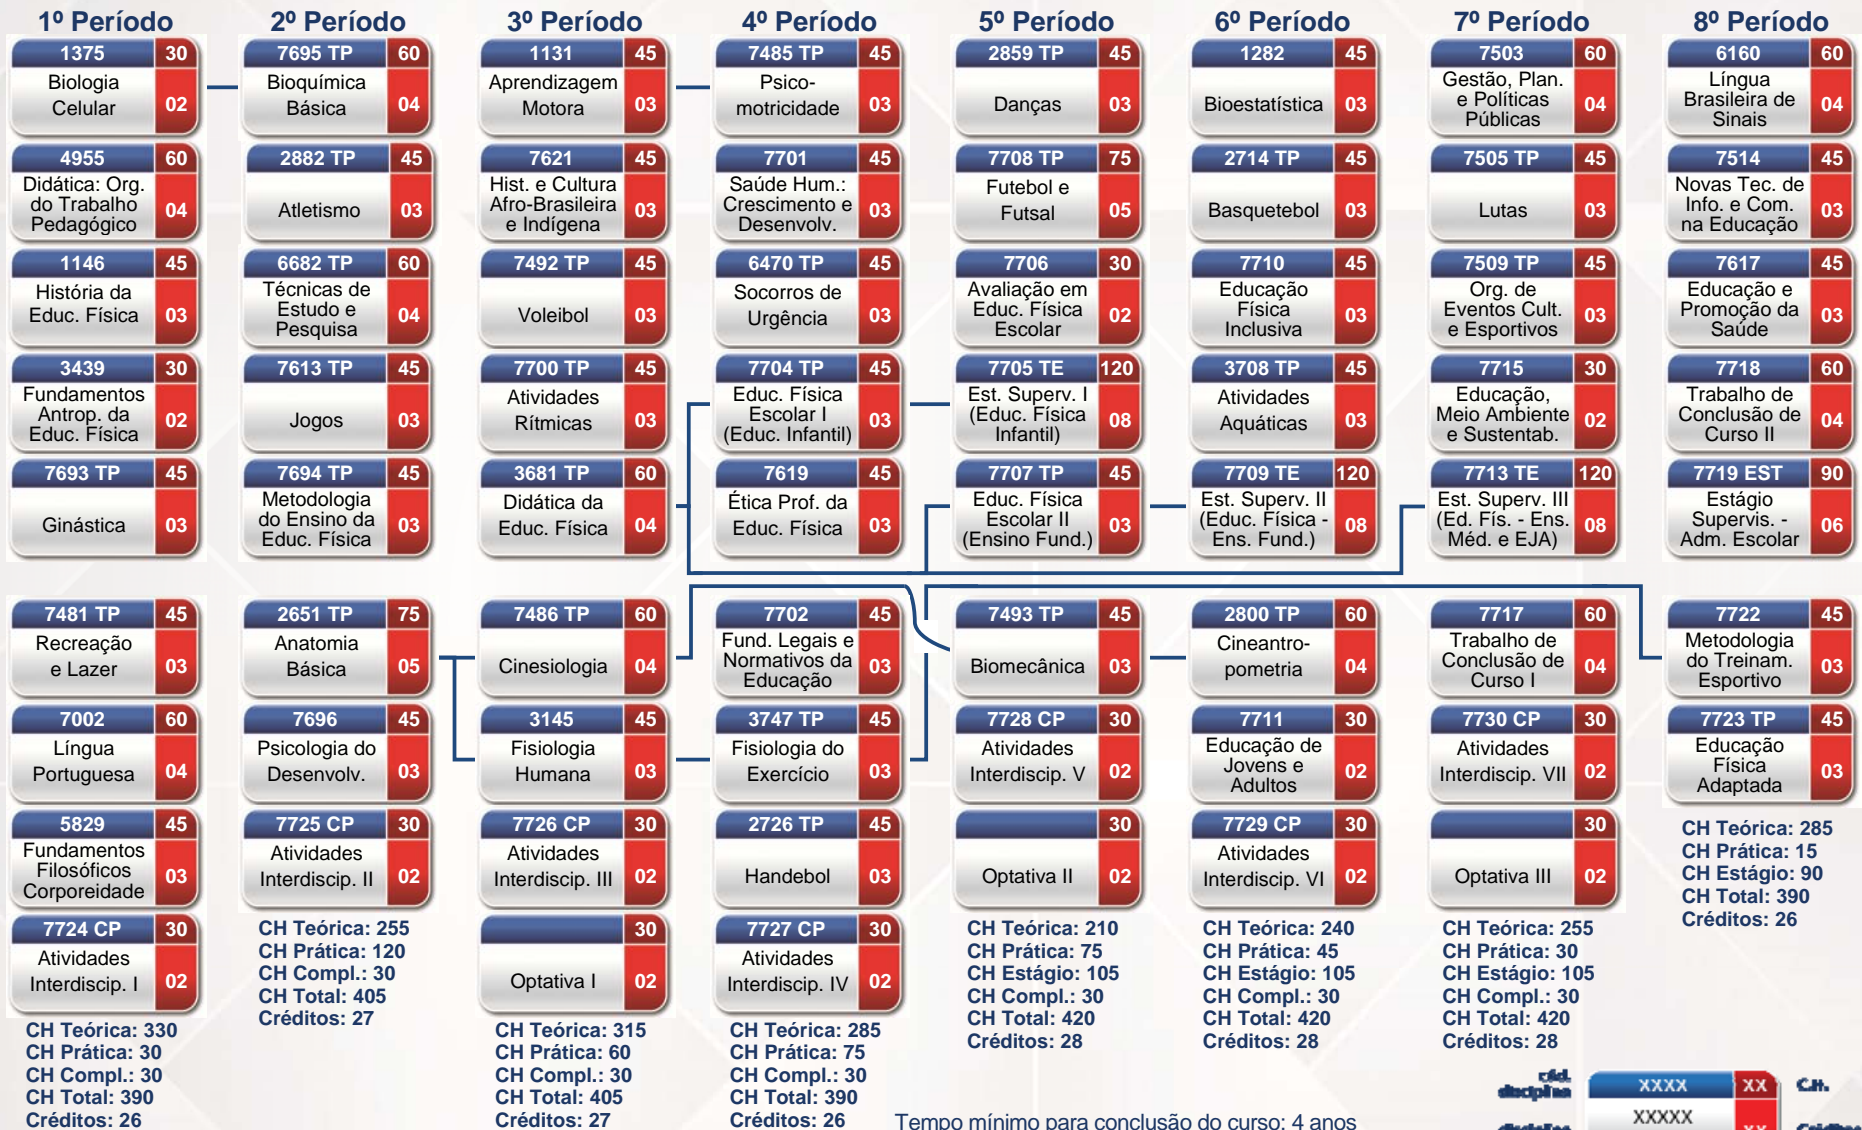 1º Período
1375 30
Biologia
Celular
02
4955 60
Didática: Org.
do Trabalho
Pedagógico
04
1146 45
História da
Educ. Física
03
3439 30
Fundamentos
Antrop. da
Educ. Física
02
7693 TP 45
Ginástica
03
7481 TP 45
Recreação
e Lazer
03
7002 60
Língua
Portuguesa
04
5829 45
Fundamentos
Filosóficos
Corporeidade
03
7724 CP 30
Atividades
Interdiscip. I
02
CH Teórica: 330
CH Prática: 30
CH Compl.: 30
CH Total: 390
Créditos: 26
2º Período
7695 TP 60
Bioquímica
Básica
04
2882 TP 45
Atletismo
03
6682 TP 60
Técnicas de
Estudo e
Pesquisa
04
7613 TP 45
Jogos
03
7694 TP 45
Metodologia
do Ensino da
Educ. Física
03
2651 TP 75
Anatomia
Básica
05
7696 45
Psicologia do
Desenvolv.
03
7725 CP 30
Atividades
Interdiscip. II
02
CH Teórica: 255
CH Prática: 120
CH Compl.: 30
CH Total: 405
Créditos: 27
3º Período
1131 45
Aprendizagem
Motora
03
7621 45
Hist. e Cultura
Afro-Brasileira
e Indígena
03
7492 TP 45
Voleibol
03
7700 TP 45
Atividades
Rítmicas
03
3681 TP 60
Didática da
Educ. Física
04
7486 TP 60
Cinesiologia
04
3145 45
Fisiologia
Humana
03
7726 CP 30
Atividades
Interdiscip. III
02
30
Optativa I
02
CH Teórica: 315
CH Prática: 60
CH Compl.: 30
CH Total: 405
Créditos: 27
4º Período
7485 TP 45
Psico-
motricidade
03
7701 45
Saúde Hum.:
Crescimento e
Desenvolv.
03
6470 TP 45
Socorros de
Urgência
03
7704 TP 45
Educ. Física
Escolar I
(Educ. Infantil)
03
7619 45
Ética Prof. da
Educ. Física
03
7702 45
Fund. Legais e
Normativos da
Educação
03
3747 TP 45
Fisiologia do
Exercício
03
2726 TP 45
Handebol
03
7727 CP 30
Atividades
Interdiscip. IV
02
CH Teórica: 285
CH Prática: 75
CH Compl.: 30
CH Total: 390
Créditos: 26
5º Período
2859 TP 45
Danças
03
7708 TP 75
Futebol e
Futsal
05
7706 30
Avaliação em
Educ. Física
Escolar
02
7705 TE 120
Est. Superv. I
(Educ. Física
Infantil)
08
7707 TP 45
Educ. Física
Escolar II
(Ensino Fund.)
03
7493 TP 45
Biomecânica
03
7728 CP 30
Atividades
Interdiscip. V
02
30
Optativa II
02
CH Teórica: 210
CH Prática: 75
CH Estágio: 105
CH Compl.: 30
CH Total: 420
Créditos: 28
6º Período
1282 45
Bioestatística
03
2714 TP 45
Basquetebol
03
7710 45
Educação
Física
Inclusiva
03
3708 TP 45
Atividades
Aquáticas
03
7709 TE 120
Est. Superv. II
(Educ. Física -
Ens. Fund.)
08
2800 TP 60
Cineantro-
pometria
04
7711 30
Educação de
Jovens e
Adultos
02
7729 CP 30
Atividades
Interdiscip. VI
02
CH Teórica: 240
CH Prática: 45
CH Estágio: 105
CH Compl.: 30
CH Total: 420
Créditos: 28
7º Período
7503 60
Gestão, Plan.
e Políticas
Públicas
04
7505 TP 45
Lutas
03
7509 TP 45
Org. de
Eventos Cult.
e Esportivos
03
7715 30
Educação,
Meio Ambiente
e Sustentab.
02
7713 TE 120
Est. Superv. III
(Ed. Fís. - Ens.
Méd. e EJA)
08
7717 60
Trabalho de
Conclusão de
Curso I
04
7730 CP 30
Atividades
Interdiscip. VII
02
30
Optativa III
02
CH Teórica: 255
CH Prática: 30
CH Estágio: 105
CH Compl.: 30
CH Total: 420
Créditos: 28
8º Período
6160 60
Língua
Brasileira de
Sinais
04
7514 45
Novas Tec. de
Info. e Com.
na Educação
03
7617 45
Educação e
Promoção da
Saúde
03
7718 60
Trabalho de
Conclusão de
Curso II
04
7719 EST 90
Estágio
Supervis. -
Adm. Escolar
06
7722 45
Metodologia
do Treinam.
Esportivo
03
7723 TP 45
Educação
Física
Adaptada
03
CH Teórica: 285
CH Prática: 15
CH Estágio: 90
CH Total: 390
Créditos: 26
Tempo mínimo para conclusão do curso: 4 anos
cód.
disciplina
XXXX XX C.H.
XXXXX